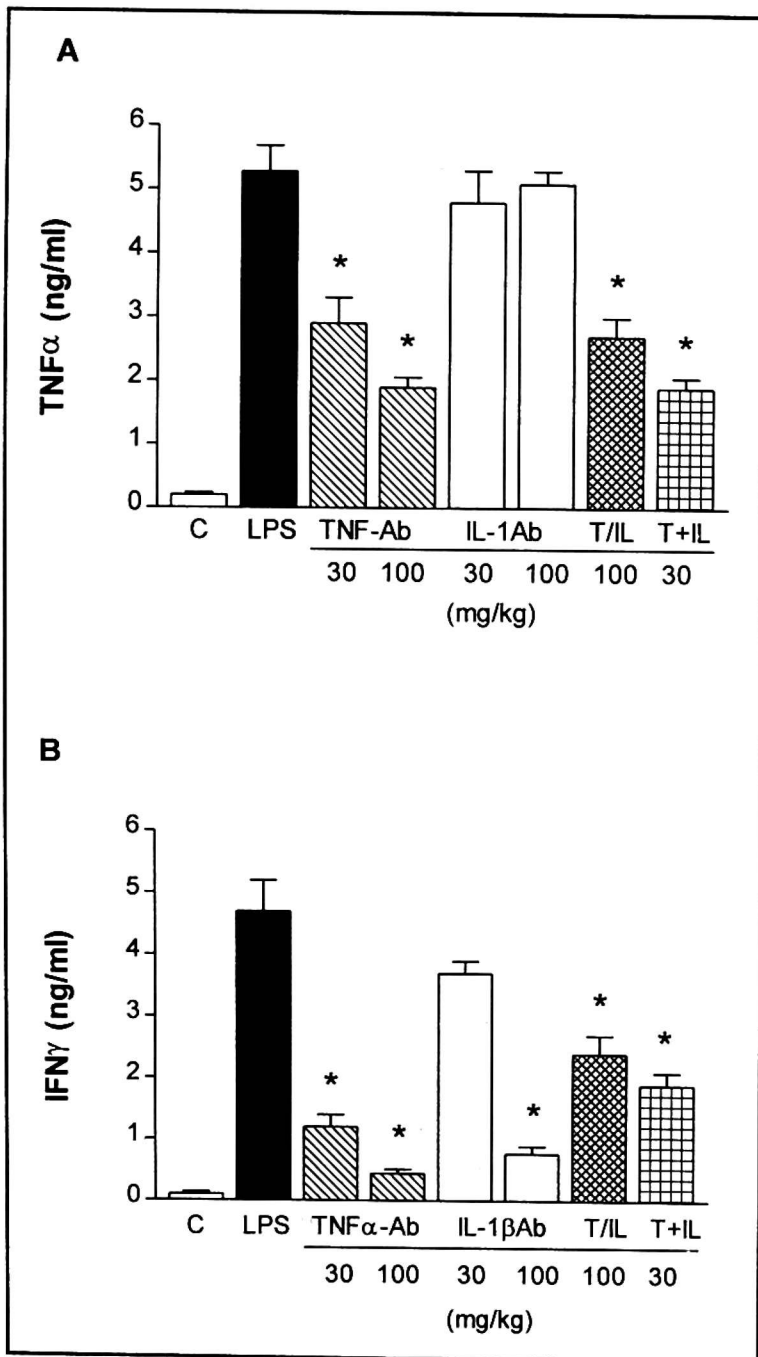 A
TNFα (ng/ml)
6
5
4
3
2
1
0
* * * *
C LPS TNF-Ab IL-1Ab T/IL T+IL
30 100 30 100 100 30
(mg/kg)
B
IFNγ (ng/ml)
6
5
4
3
2
1
0
* * * * *
C LPS TNFα-Ab IL-1βAb T/IL T+IL
30 100 30 100 100 30
(mg/kg)